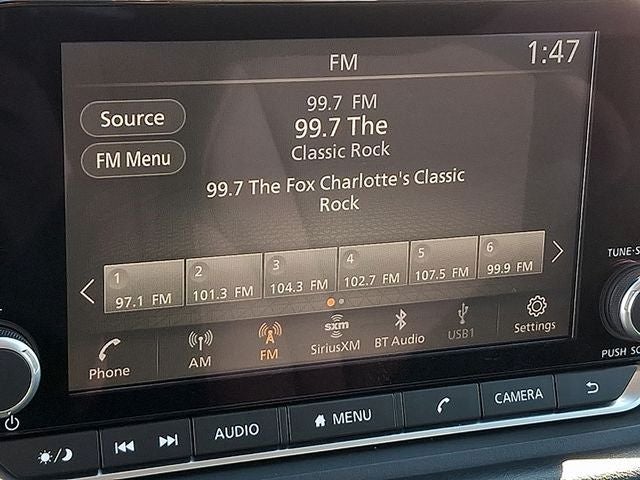 FM
1:47
Source
FM Menu
99.7 FM
99.7 The
Classic Rock
99.7 The Fox Charlotte's Classic
Rock
1 97.1 FM
2 101.3 FM
3 104.3 FM
4 102.7 FM
5 107.5 FM
6 99.9 FM
Phone
AM
FM
sxm
SiriusXM
BT Audio
USB1
Settings
TUNE·S
PUSH SO
AUDIO
MENU
CAMERA